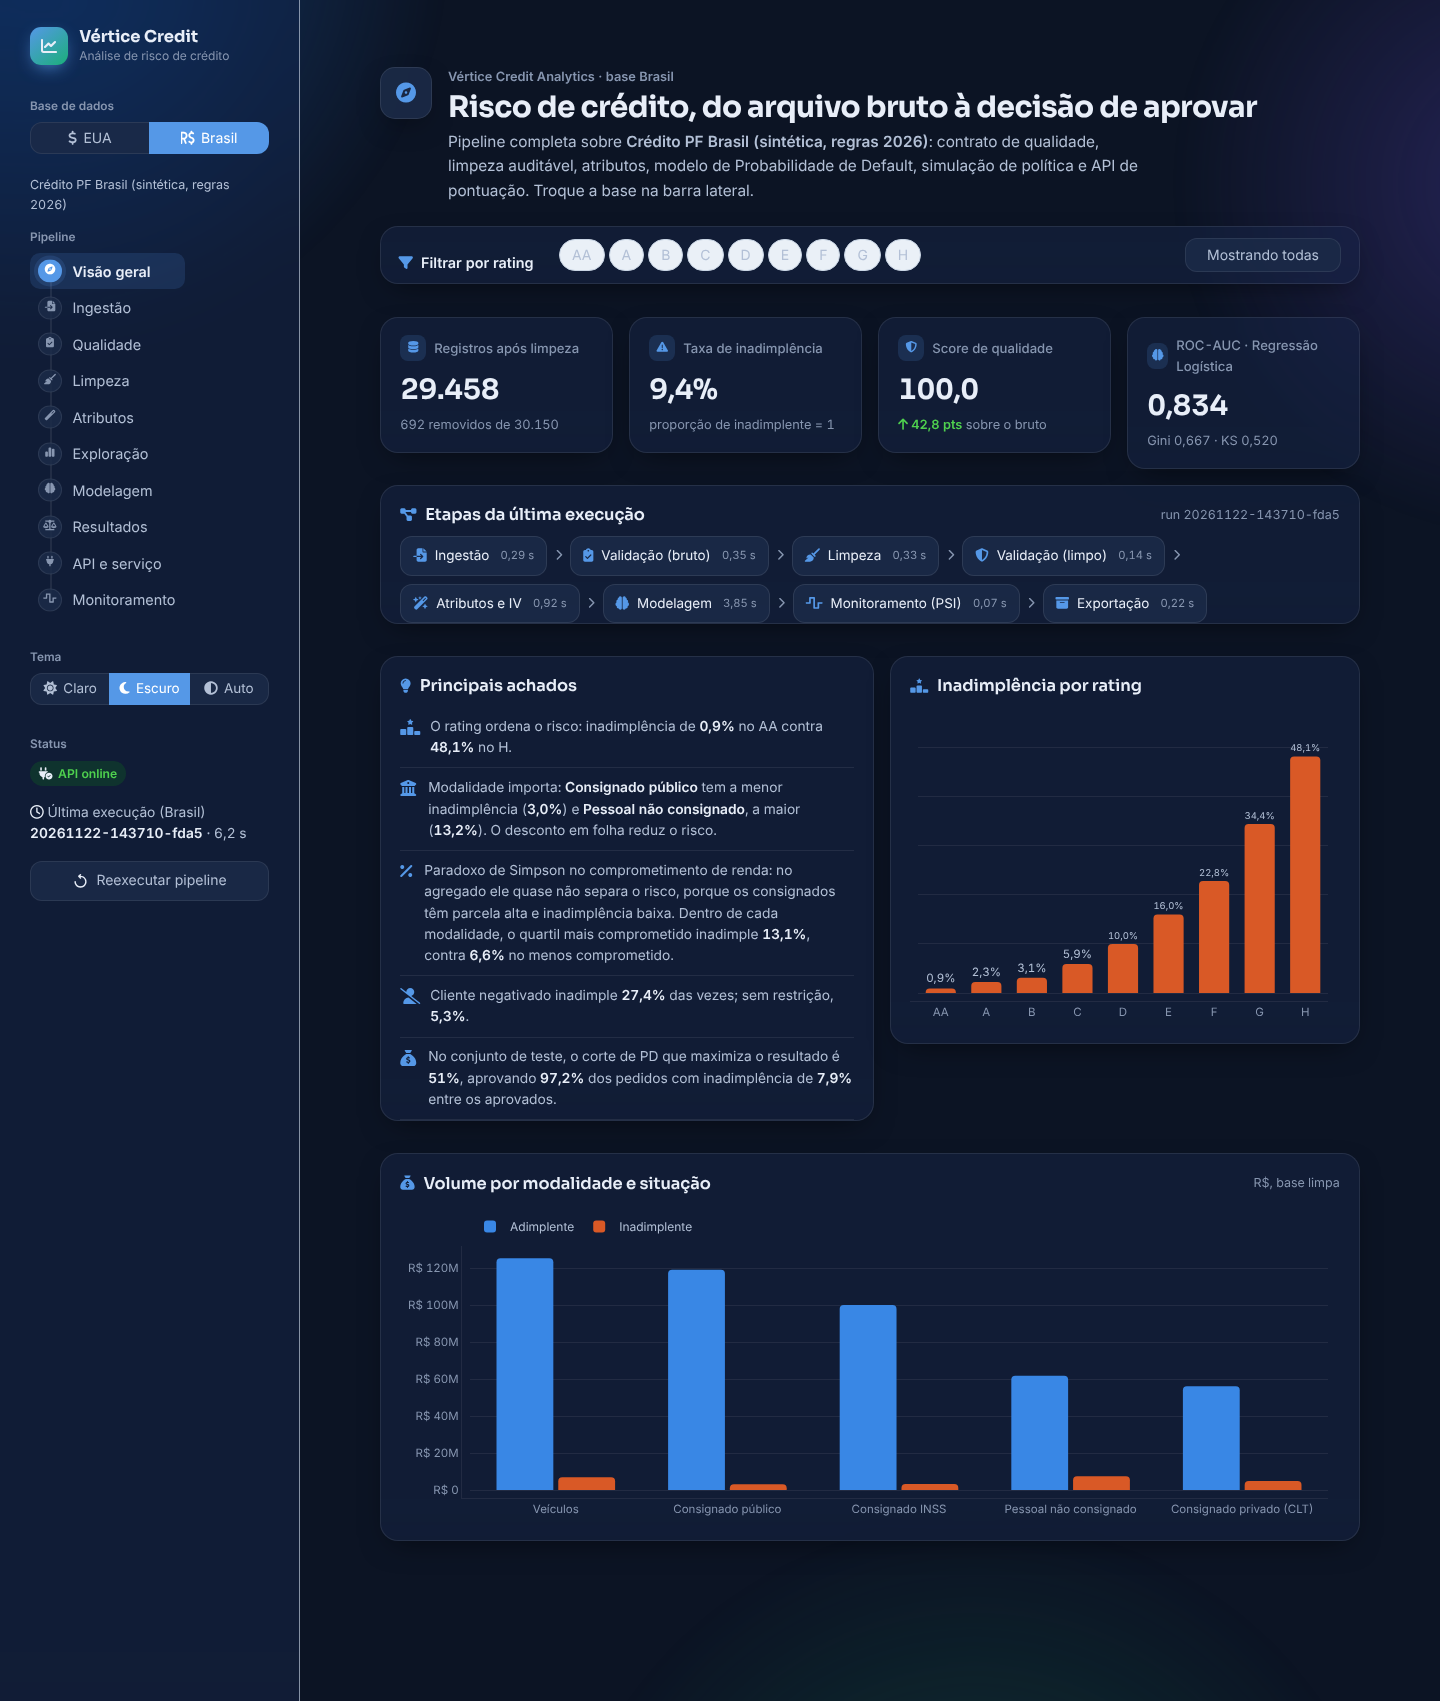 Vértice Credit
Análise de risco de crédito
Base de dados
$ EUA
R$ Brasil
Crédito PF Brasil (sintética, regras
2026)
Pipeline
Visão geral
Ingestão
Qualidade
Limpeza
Atributos
Exploração
Modelagem
Resultados
API e serviço
Monitoramento
Tema
Claro
Escuro
Auto
Status
API online
Última execução (Brasil)
20261122-143710-fda5 · 6,2 s
Reexecutar pipeline
Vértice Credit Analytics · base Brasil
Risco de crédito, do arquivo bruto à decisão de aprovar
Pipeline completa sobre Crédito PF Brasil (sintética, regras 2026): contrato de qualidade,
limpeza auditável, atributos, modelo de Probabilidade de Default, simulação de política e API de
pontuação. Troque a base na barra lateral.
Filtrar por rating
AA A B C D E F G H
Mostrando todas
Registros após limpeza
29.458
692 removidos de 30.150
Taxa de inadimplência
9,4%
proporção de inadimplente = 1
Score de qualidade
100,0
42,8 pts sobre o bruto
ROC-AUC · Regressão
Logística
0,834
Gini 0,667 · KS 0,520
Etapas da última execução
run 20261122-143710-fda5
Ingestão 0,29 s
Validação (bruto) 0,35 s
Limpeza 0,33 s
Validação (limpo) 0,14 s
Atributos e IV 0,92 s
Modelagem 3,85 s
Monitoramento (PSI) 0,07 s
Exportação 0,22 s
Principais achados
O rating ordena o risco: inadimplência de 0,9% no AA contra
48,1% no H.
Modalidade importa: Consignado público tem a menor
inadimplência (3,0%) e Pessoal não consignado, a maior
(13,2%). O desconto em folha reduz o risco.
Paradoxo de Simpson no comprometimento de renda: no
agregado ele quase não separa o risco, porque os consignados
têm parcela alta e inadimplência baixa. Dentro de cada
modalidade, o quartil mais comprometido inadimple 13,1%,
contra 6,6% no menos comprometido.
Cliente negativado inadimple 27,4% das vezes; sem restrição,
5,3%.
No conjunto de teste, o corte de PD que maximiza o resultado é
51%, aprovando 97,2% dos pedidos com inadimplência de 7,9%
entre os aprovados.
Inadimplência por rating
48,1%
34,4%
22,8%
16,0%
10,0%
5,9%
3,1%
2,3%
0,9%
AA A B C D E F G H
Volume por modalidade e situação
R$, base limpa
Adimplente
Inadimplente
R$ 120M
R$ 100M
R$ 80M
R$ 60M
R$ 40M
R$ 20M
R$ 0
Veículos
Consignado público
Consignado INSS
Pessoal não consignado
Consignado privado (CLT)